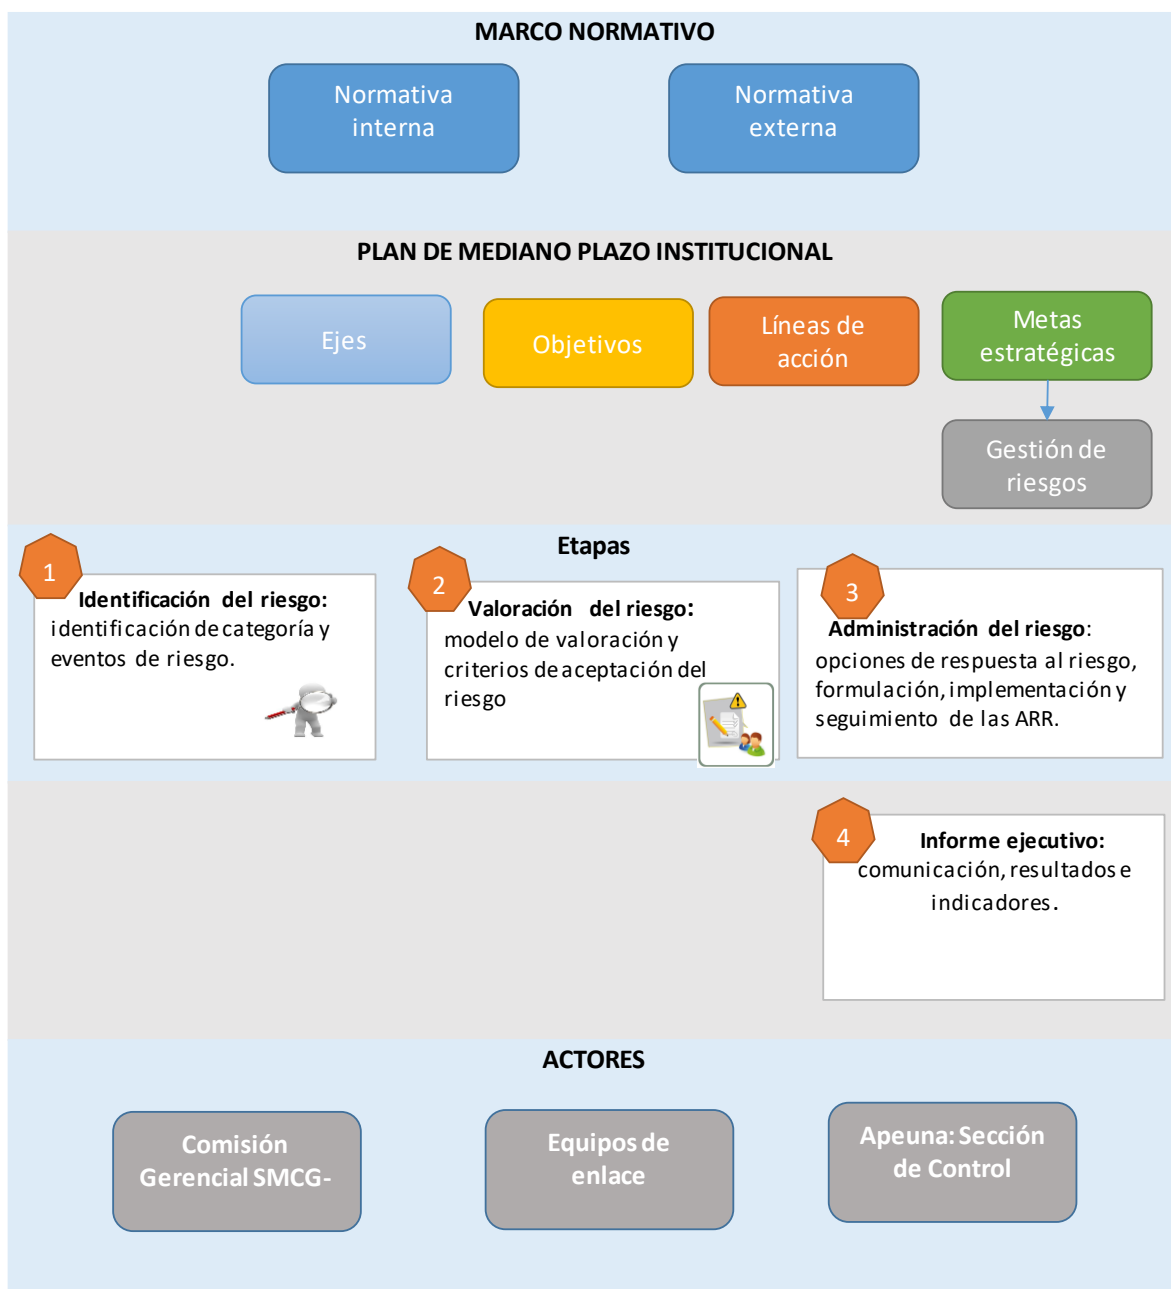 MARCO NORMATIVO
Normativa
interna
Normativa
externa
PLAN DE MEDIANO PLAZO INSTITUCIONAL
Ejes
Objetivos
Líneas de
acción
Metas
estratégicas
Gestión de
riesgos
Etapas
1
Identificación del riesgo:
identificación de categoría y
eventos de riesgo.
2
Valoración del riesgo:
modelo de valoración y
criterios de aceptación del
riesgo
3
Administración del riesgo:
opciones de respuesta al riesgo,
formulación, implementación y
seguimiento de las ARR.
4
Informe ejecutivo:
comunicación, resultados e
indicadores.
ACTORES
Comisión
Gerencial SMCG-
Equipos de
enlace
Apeuna: Sección
de Control